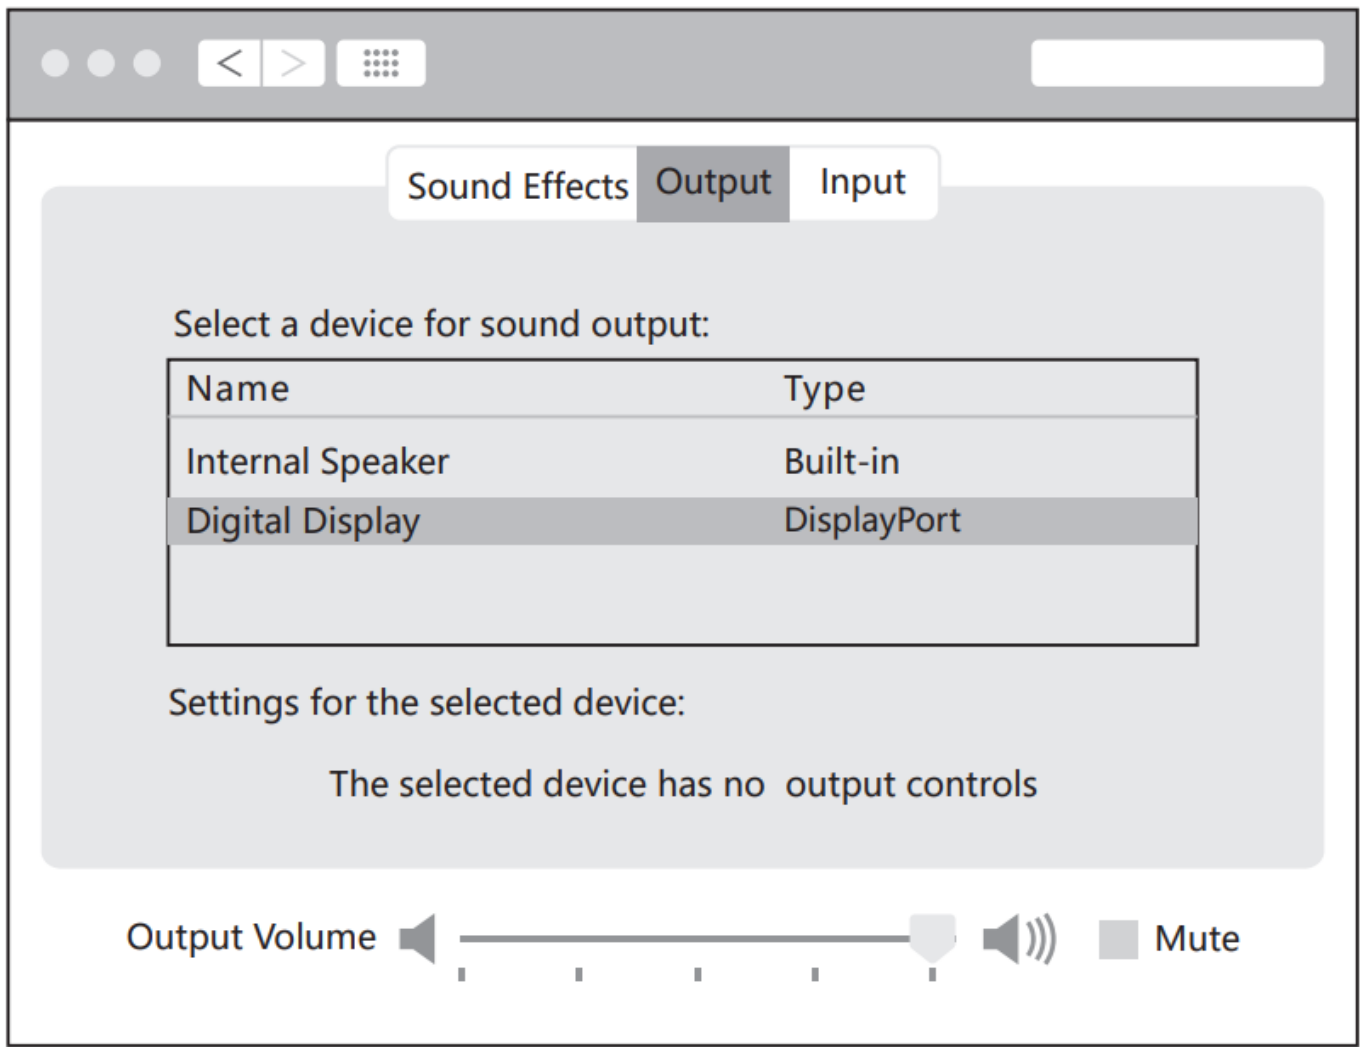 Sound Effects Output Input
Select a device for sound output:
Name Type
Internal Speaker Built-in
Digital Display DisplayPort
Settings for the selected device:
The selected device has no output controls
Output Volume Mute